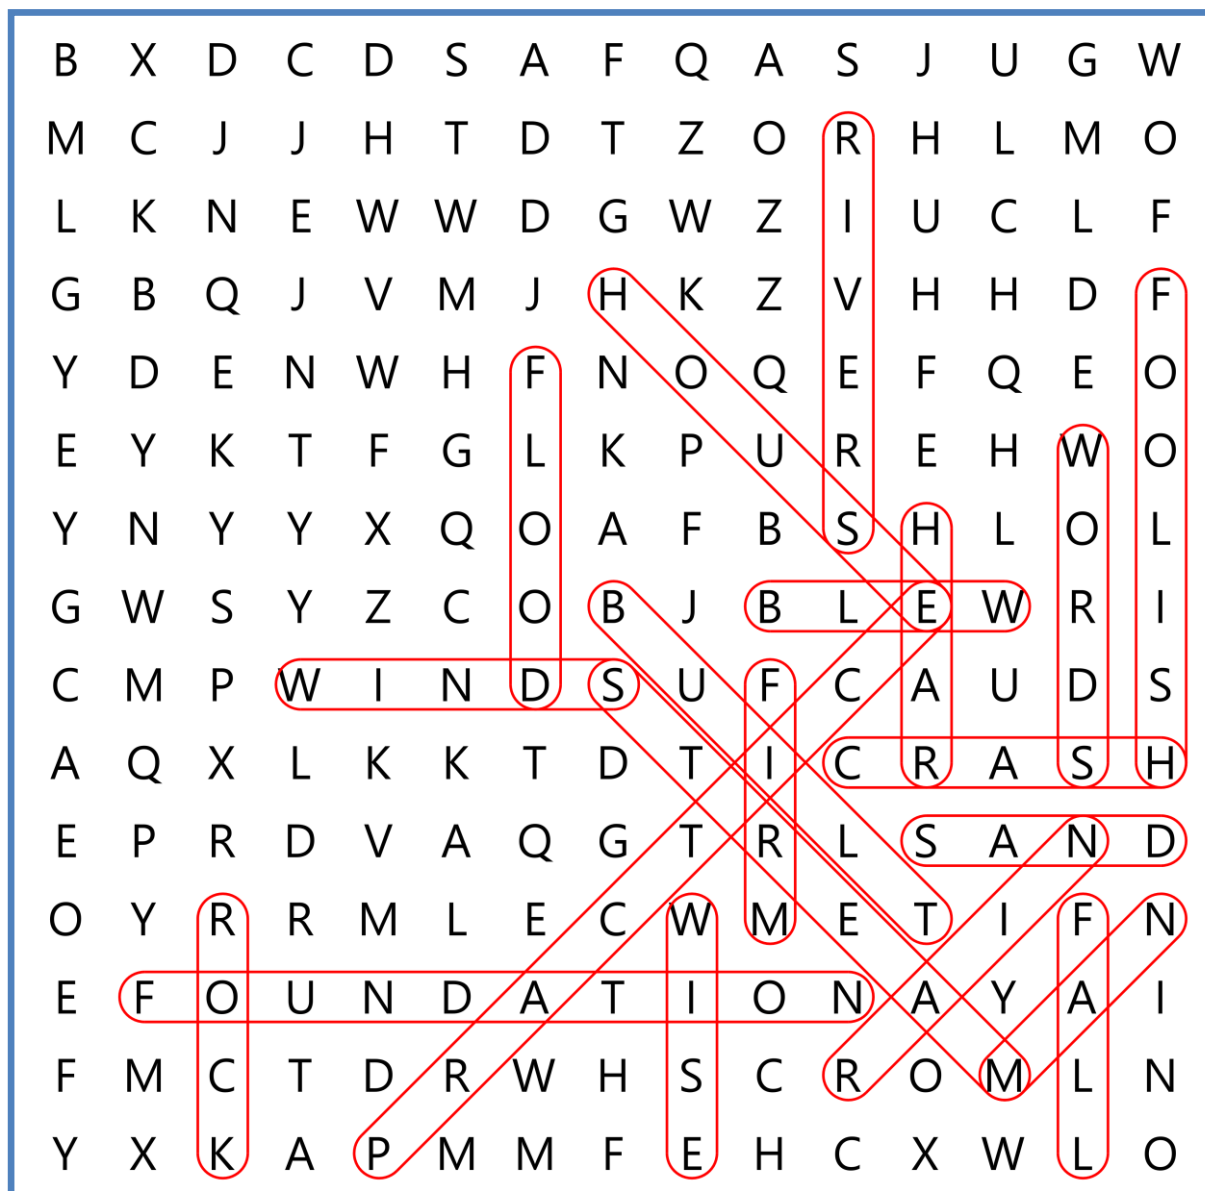 B X D C D S A F Q A S J U G W
M C J J H T D T Z O R H L M O
L K N E W W D G W Z I U C L F
G B Q J V M J H K Z V H H D F
Y D E N W H F N O Q E F Q E O
E Y K T F G L K P U R E H W O
Y N Y Y X Q O A F B S H L O L
G W S Y Z C O B J B L E W R I
C M P W I N D S U F C A U D S
A Q X L K K T D T I C R A S H
E P R D V A Q G T R L S A N D
O Y R R M L E C W M E T I F N
E F O U N D A T I O N A Y A I
F M C T D R W H S C R O M L N
Y X K A P M M F E H C X W L O